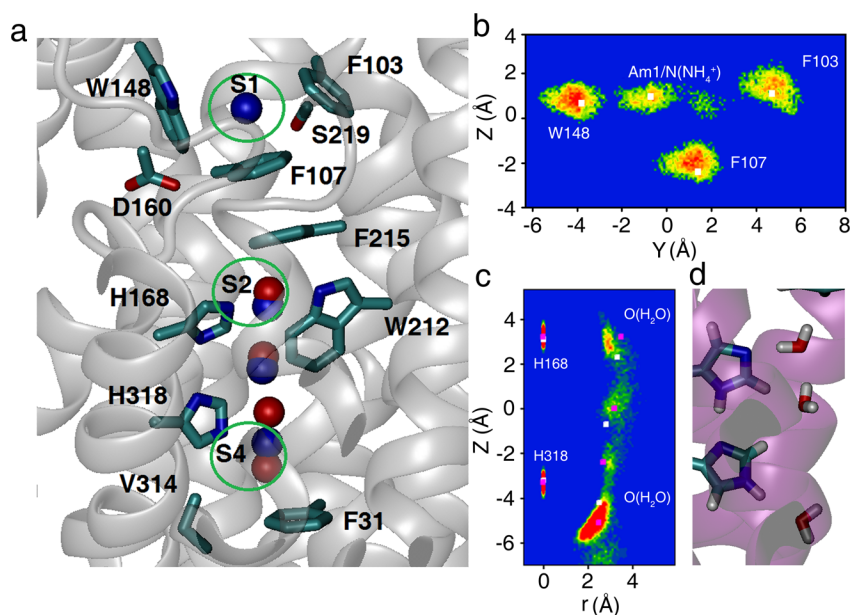 a
W148
S1
F103
S219
F107
D160
F215
S2
H168
W212
H318
S4
V314
F31
b
Z (Å)
4
2
0
-2
-4
Am1/N(NH₄⁺)
F103
W148
F107
-6 -4 -2 0 2 4 6 8
Y (Å)
c
Z (Å)
4
2
0
-2
-4
-6
O(H₂O)
H168
H318
O(H₂O)
0 2 4 6
r (Å)
d